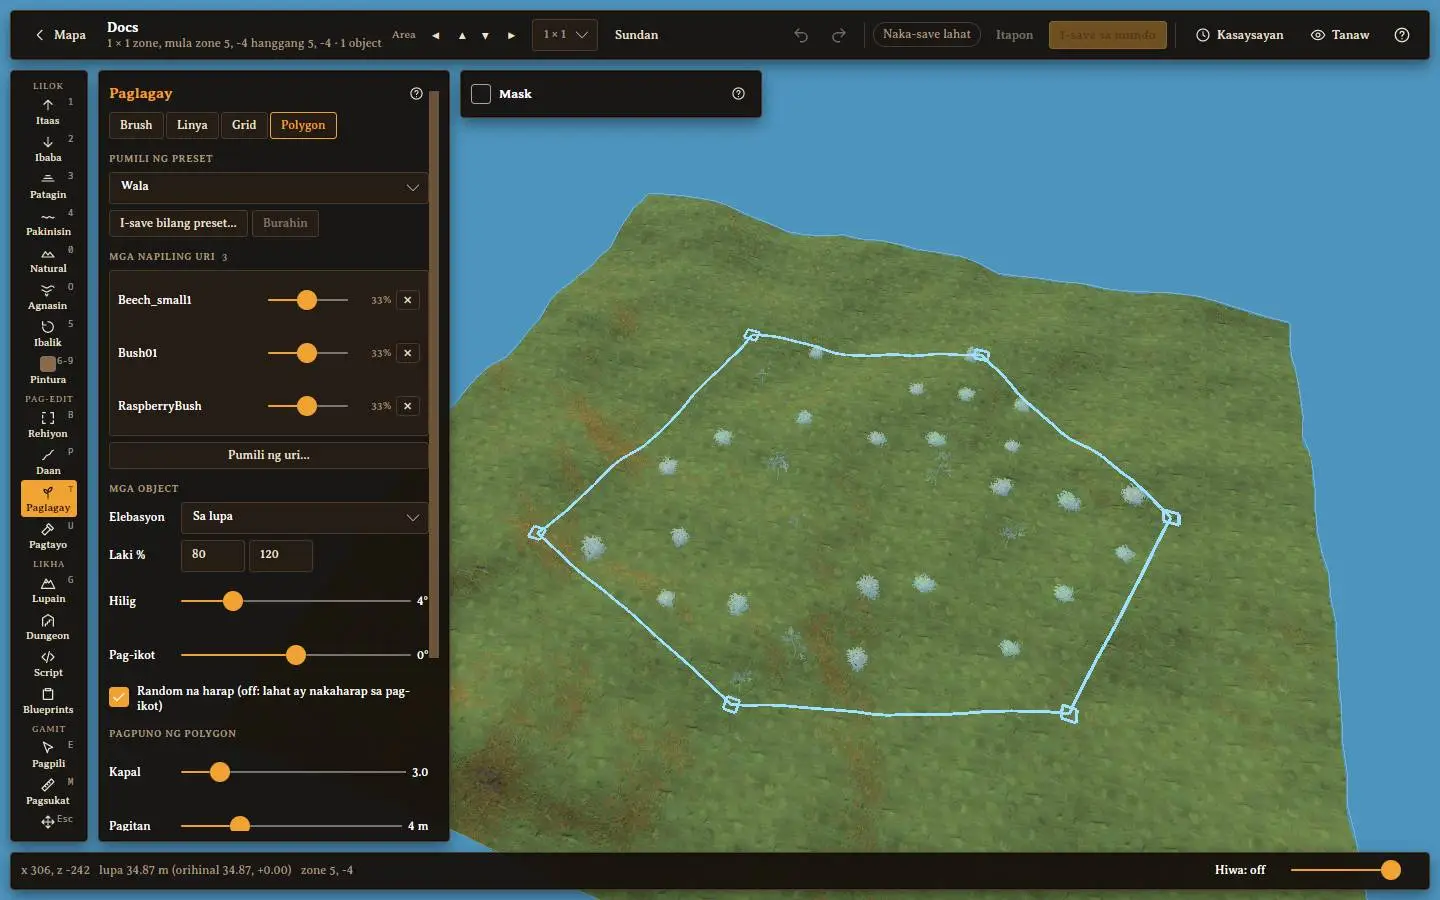 Mapa
Docs
1 × 1 zone, mula zone 5, -4 hanggang 5, -4 · 1 object
Area
1 × 1
Sundan
Naka-save lahat
Itapon
I-save sa mundo
Kasaysayan
Tanaw
LILOK
1
Itaas
2
Ibaba
3
Patagin
4
Pakinisin
0
Natural
O
Agnasin
5
Ibalik
6-9
Pintura
PAG-EDIT
B
Rehiyon
P
Daan
T
Paglagay
U
Pagtayo
LIKHA
G
Lupain
Dungeon
Script
Blueprints
GAMIT
E
Pagpili
M
Pagsukat
Esc
Paglagay
Brush
Linya
Grid
Polygon
PUMILI NG PRESET
Wala
I-save bilang preset...
Burahin
MGA NAPILING URI 3
Beech_small1
33%
Bush01
33%
RaspberryBush
33%
Pumili ng uri...
MGA OBJECT
Elebasyon
Sa lupa
Laki %
80
120
Hilig
4°
Pag-ikot
0°
Random na harap (off: lahat ay nakaharap sa pag-
ikot)
PAGPUNO NG POLYGON
Kapal
3.0
Pagitan
4 m
Mask
x 306, z -242 lupa 34.87 m (orihinal 34.87, +0.00) zone 5, -4
Hiwa: off